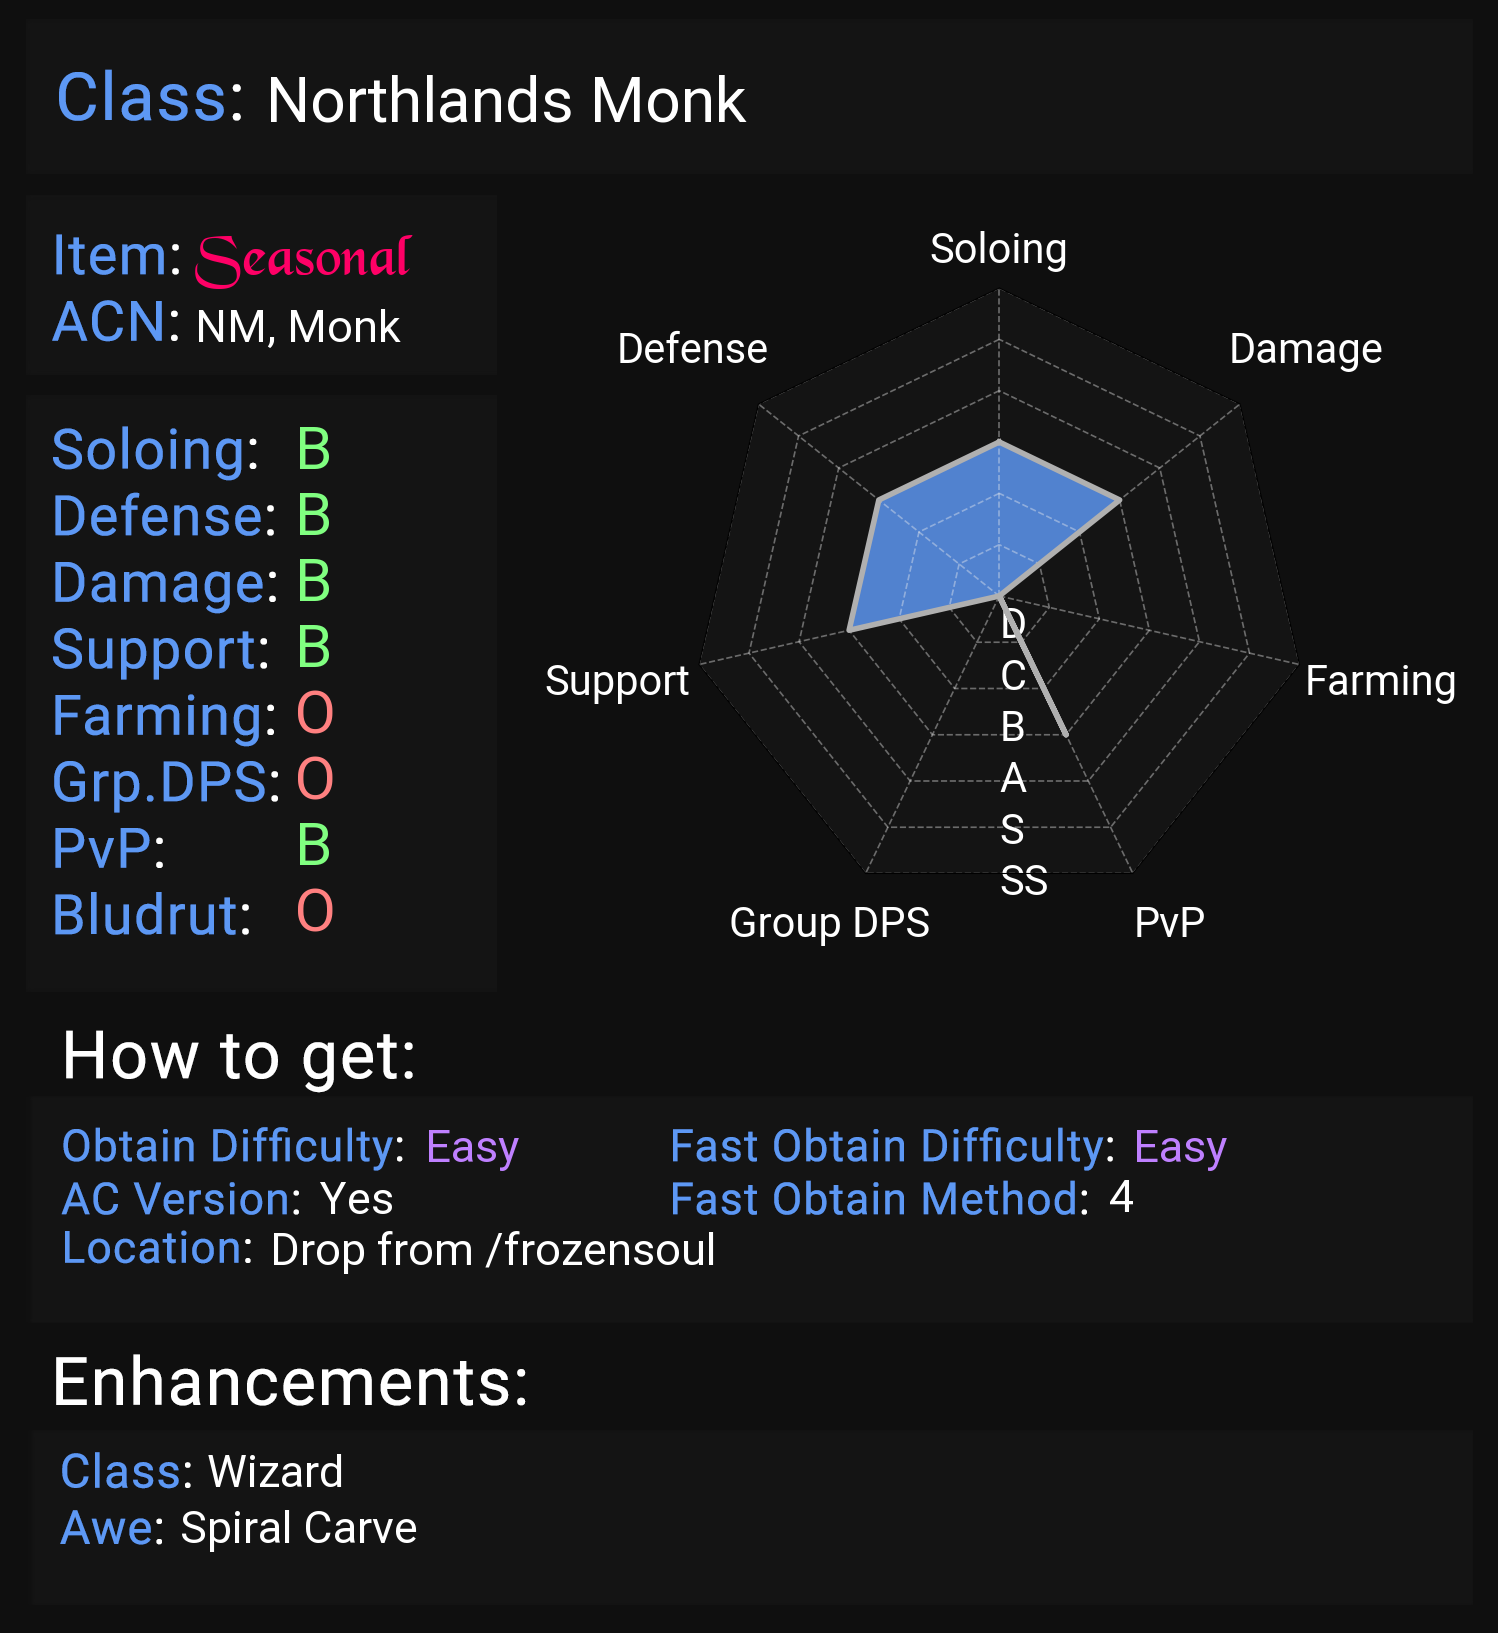 Class: Northlands Monk
Item: Seasonal
ACN: NM, Monk
Soloing: B
Defense: B
Damage: B
Support: B
Farming: O
Grp.DPS: O
PvP: B
Bludrut: O
Soloing
Defense
Damage
Support
Farming
D
C
B
A
S
SS
Group DPS
PvP
How to get:
Obtain Difficulty: Easy
Fast Obtain Difficulty: Easy
AC Version: Yes
Fast Obtain Method: 4
Location: Drop from /frozensoul
Enhancements:
Class: Wizard
Awe: Spiral Carve